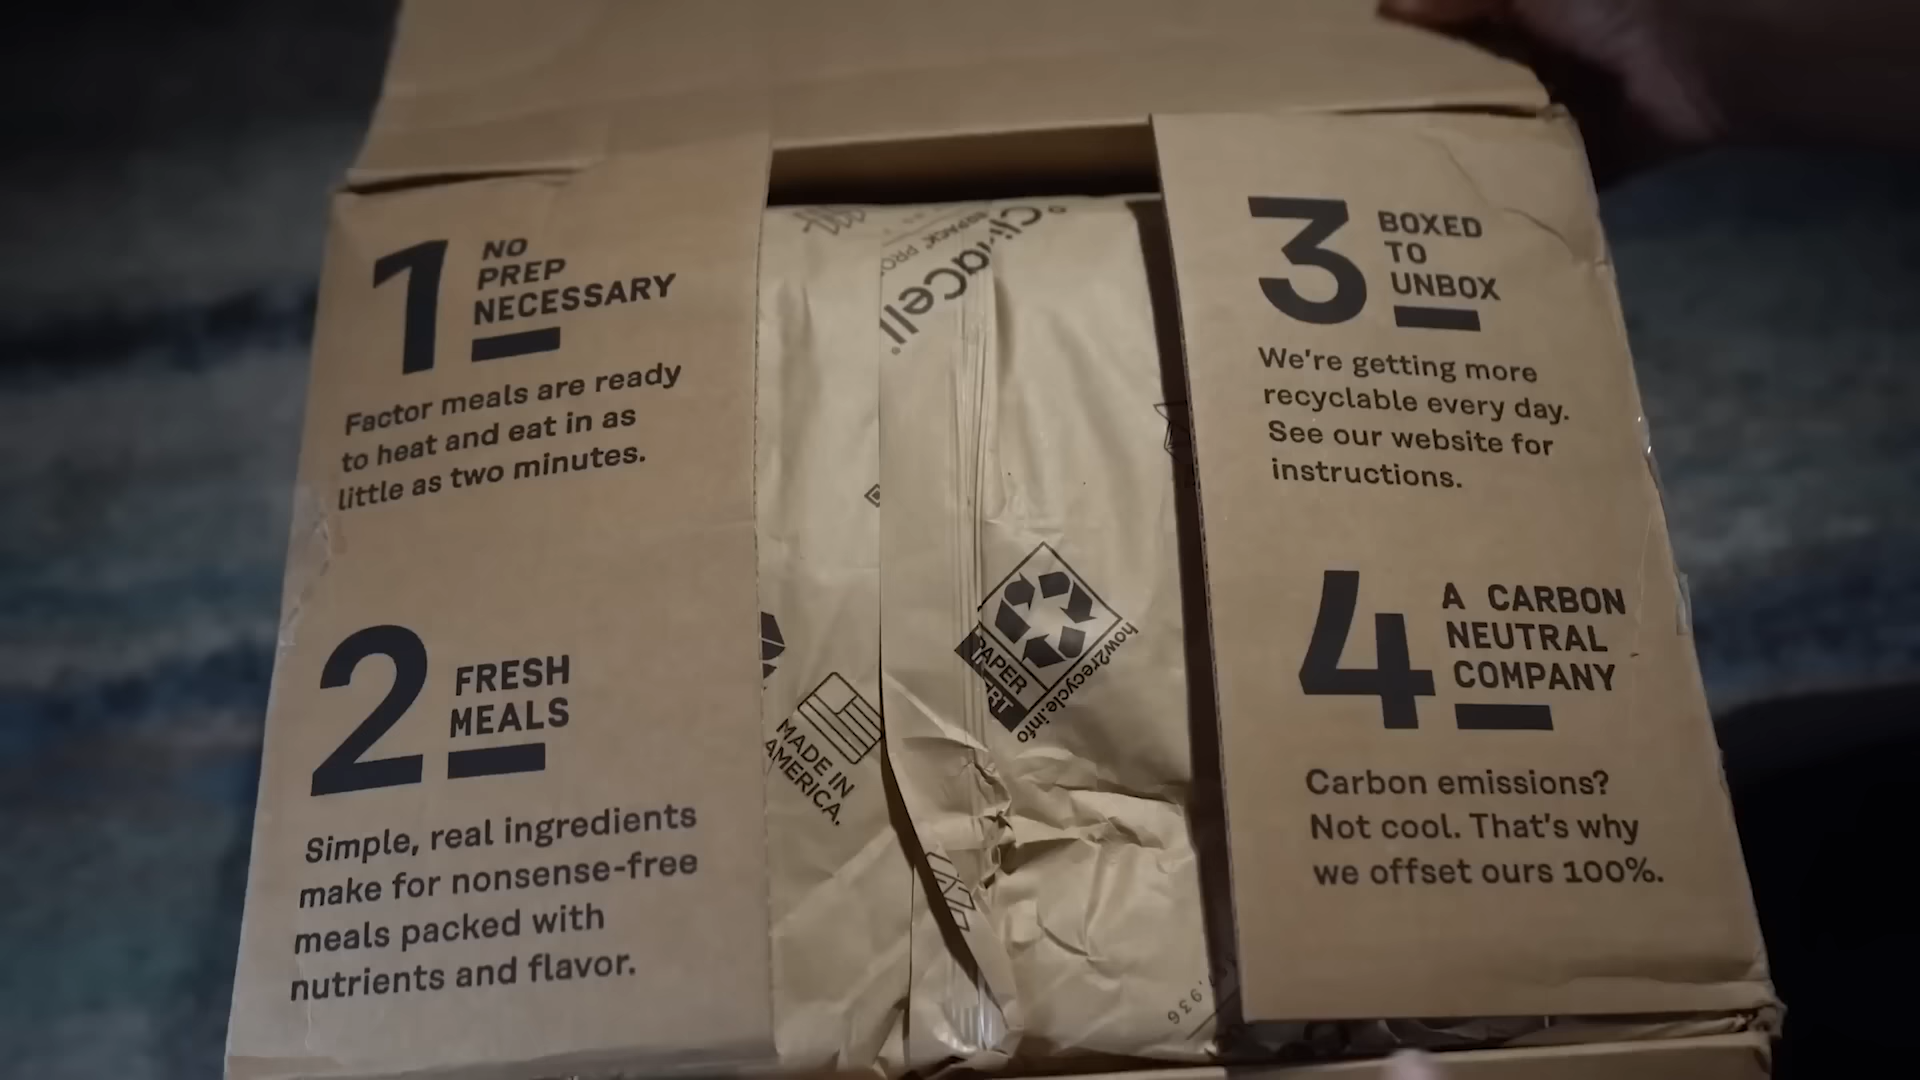 1
NO
PREP
NECESSARY
Factor meals are ready
to heat and eat in as
little as two minutes.
2
FRESH
MEALS
Simple, real ingredients
make for nonsense-free
meals packed with
nutrients and flavor.
ClimaCell
MADE IN
AMERICA.
PAPER
how2recycle.info
3
BOXED
TO
UNBOX
We're getting more
recyclable every day.
See our website for
instructions.
4
A CARBON
NEUTRAL
COMPANY
Carbon emissions?
Not cool. That's why
we offset ours 100%.